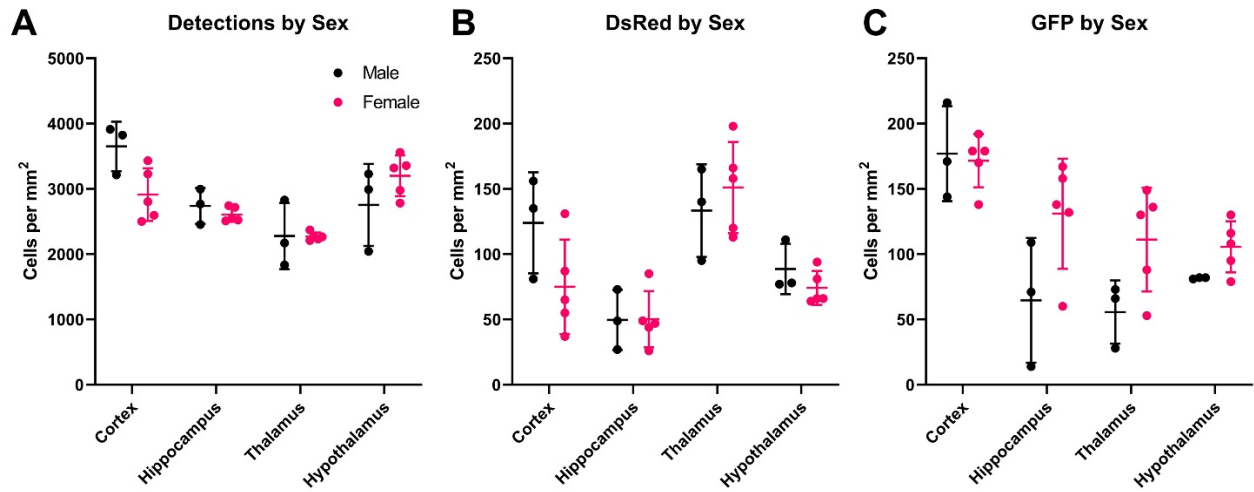 A
Detections by Sex
Cells per mm²
5000
4000
3000
2000
1000
0
Male
Female
Cortex
Hippocampus
Thalamus
Hypothalamus
B
DsRed by Sex
Cells per mm²
250
200
150
100
50
0
Cortex
Hippocampus
Thalamus
Hypothalamus
C
GFP by Sex
Cells per mm²
250
200
150
100
50
0
Cortex
Hippocampus
Thalamus
Hypothalamus